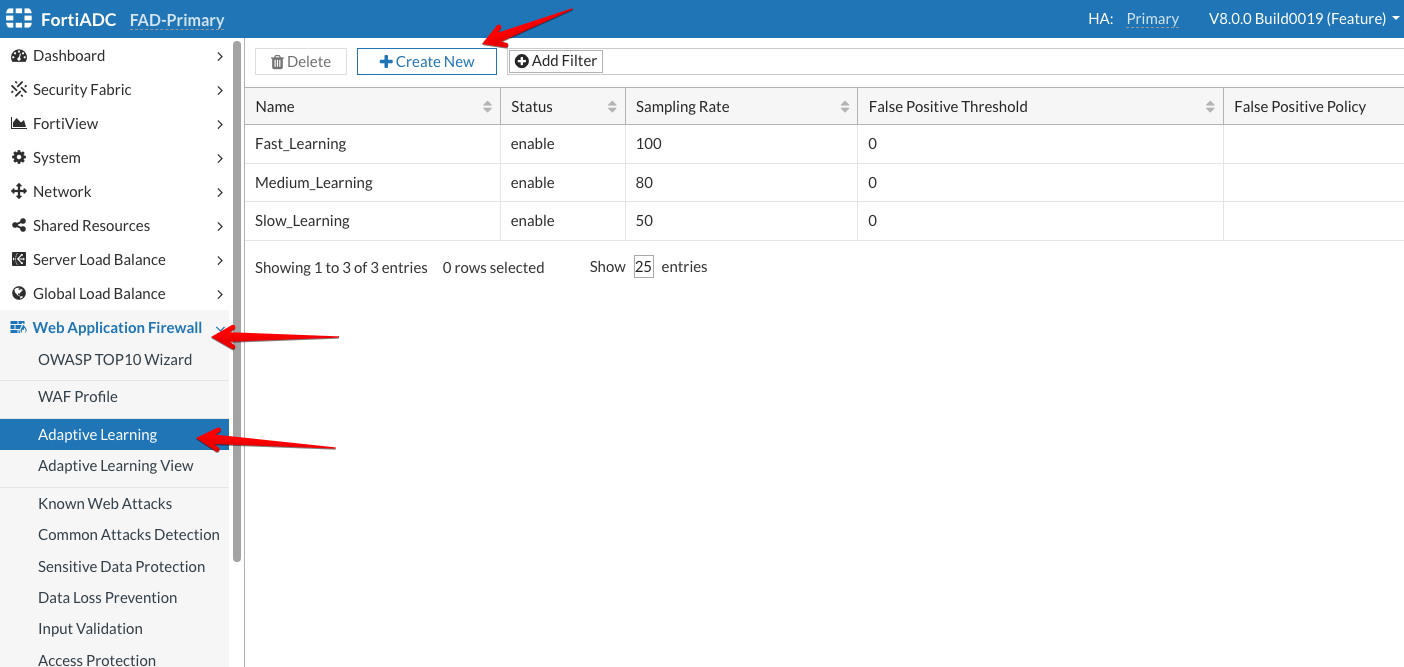 FortiADC FAD-Primary HA: Primary V8.0.0 Build0019 (Feature)
Dashboard
Security Fabric
FortiView
System
Network
Shared Resources
Server Load Balance
Global Load Balance
Web Application Firewall
OWASP TOP10 Wizard
WAF Profile
Adaptive Learning
Adaptive Learning View
Known Web Attacks
Common Attacks Detection
Sensitive Data Protection
Data Loss Prevention
Input Validation
Access Protection
Delete Create New Add Filter
Name Status Sampling Rate False Positive Threshold False Positive Policy
Fast_Learning enable 100 0
Medium_Learning enable 80 0
Slow_Learning enable 50 0
Showing 1 to 3 of 3 entries 0 rows selected Show 25 entries